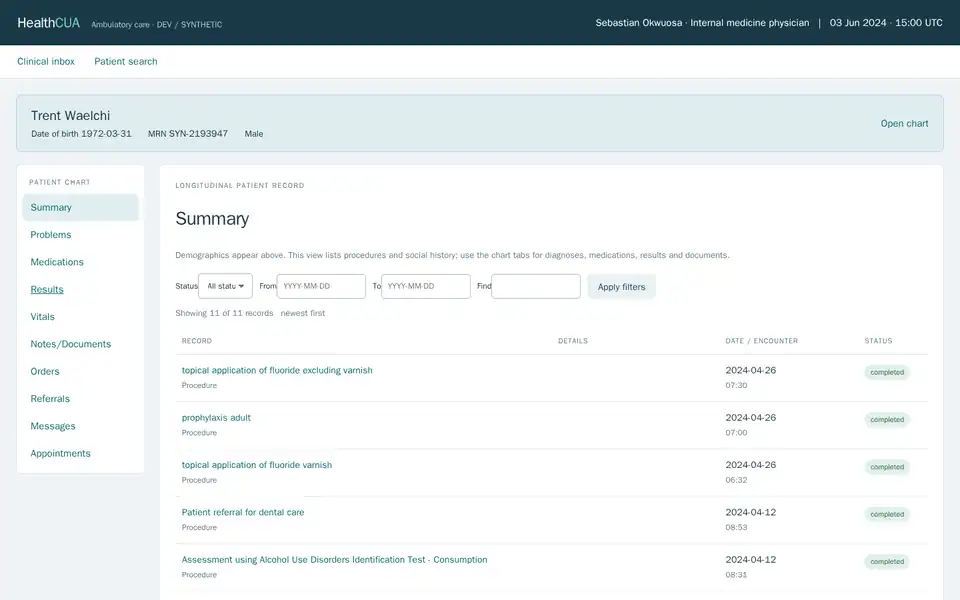 HealthCUA Ambulatory care · DEV / SYNTHETIC
Sebastian Okwuosa · Internal medicine physician | 03 Jun 2024 · 15:00 UTC
Clinical inbox Patient search
Trent Waelchi
Date of birth 1972-03-31 MRN SYN-2193947 Male
Open chart
PATIENT CHART
Summary
Problems
Medications
Results
Vitals
Notes/Documents
Orders
Referrals
Messages
Appointments
LONGITUDINAL PATIENT RECORD
Summary
Demographics appear above. This view lists procedures and social history; use the chart tabs for diagnoses, medications, results and documents.
Status All statu From YYYY-MM-DD To YYYY-MM-DD Find Apply filters
Showing 11 of 11 records newest first
RECORD DETAILS DATE / ENCOUNTER STATUS
topical application of fluoride excluding varnish 2024-04-26 completed
Procedure 07:30
prophylaxis adult 2024-04-26 completed
Procedure 07:00
topical application of fluoride varnish 2024-04-26 completed
Procedure 06:32
Patient referral for dental care 2024-04-12 completed
Procedure 08:53
Assessment using Alcohol Use Disorders Identification Test - Consumption 2024-04-12 completed
Procedure 08:31